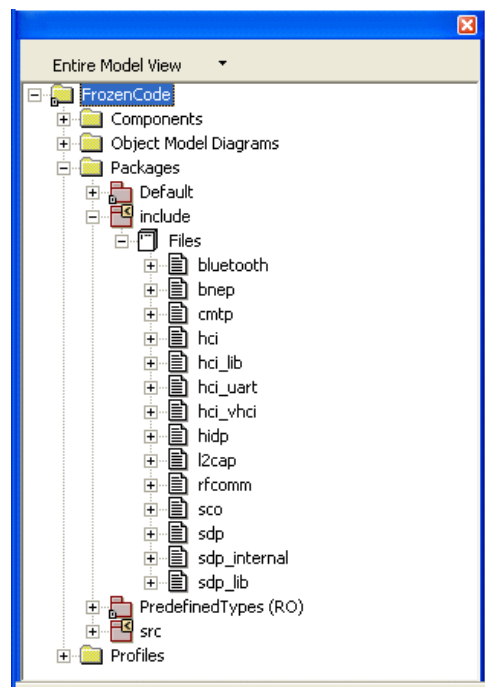 Entire Model View
FrozenCode
Components
Object Model Diagrams
Packages
Default
include
Files
bluetooth
bnep
cmtp
hci
hci_lib
hci_uart
hci_vhci
hidp
l2cap
rfcomm
sco
sdp
sdp_internal
sdp_lib
PredefinedTypes (RO)
src
Profiles